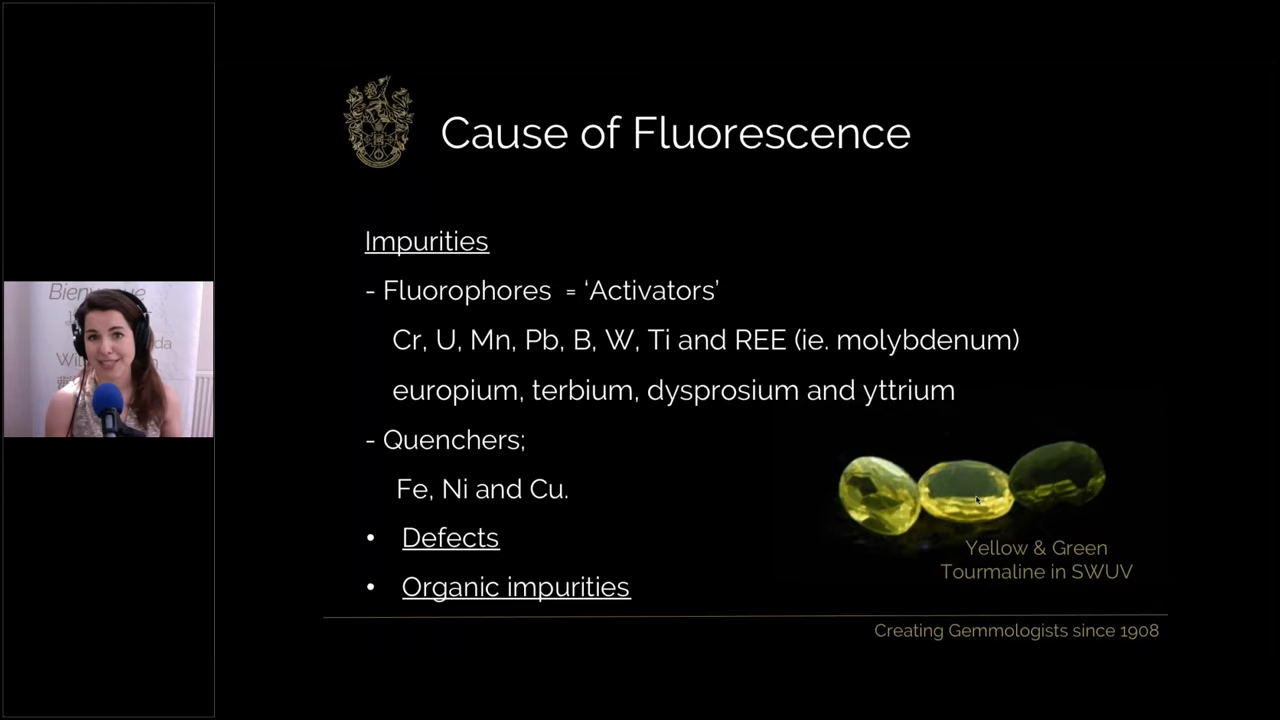 Cause of Fluorescence
Impurities
- Fluorophores = ‘Activators’
Cr, U, Mn, Pb, B, W, Ti and REE (ie. molybdenum)
europium, terbium, dysprosium and yttrium
- Quenchers;
Fe, Ni and Cu.
• Defects
• Organic impurities
Yellow & Green
Tourmaline in SWUV
Creating Gemmologists since 1908